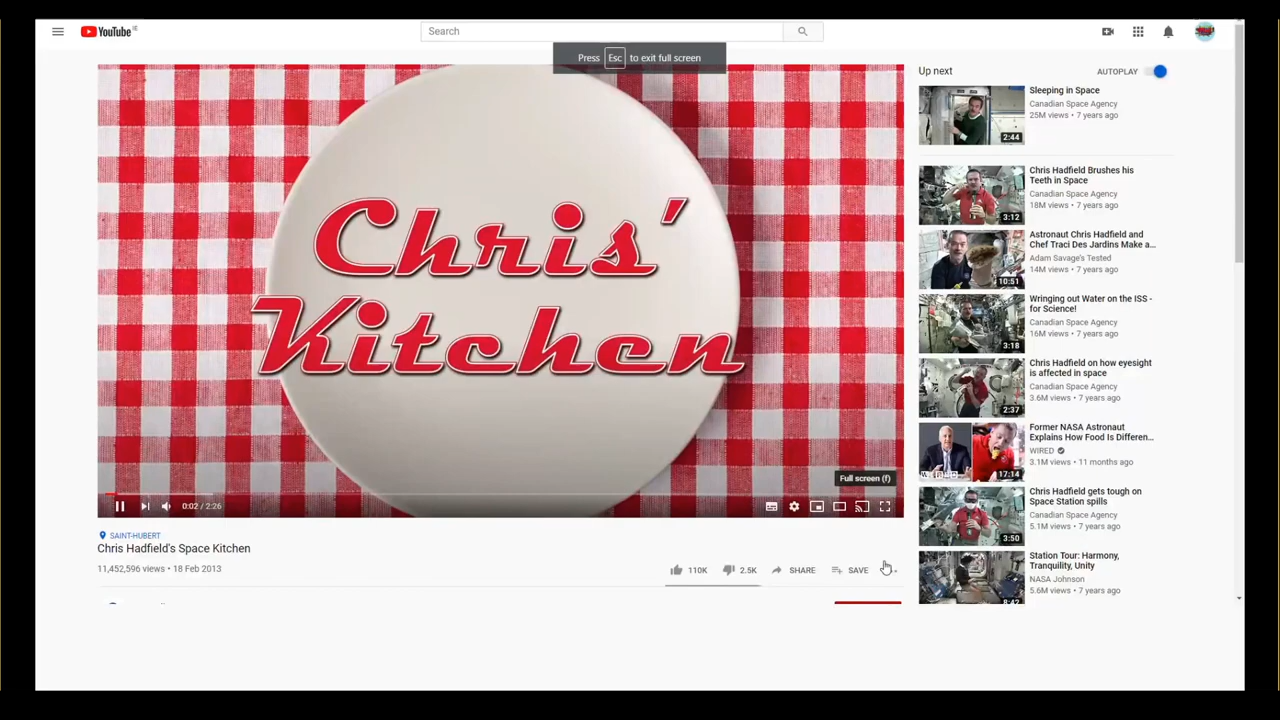 YouTube IE
Search
Press Esc to exit full screen
Chris'
Kitchen
Full screen (f)
0:02 / 2:26
SAINT-HUBERT
Chris Hadfield's Space Kitchen
11,452,596 views • 18 Feb 2013
110K
2.5K
SHARE
SAVE
Up next
AUTOPLAY
Sleeping in Space
Canadian Space Agency
25M views • 7 years ago
2:44
Chris Hadfield Brushes his
Teeth in Space
Canadian Space Agency
18M views • 7 years ago
3:12
Astronaut Chris Hadfield and
Chef Traci Des Jardins Make a...
Adam Savage's Tested
14M views • 7 years ago
10:51
Wringing out Water on the ISS -
for Science!
Canadian Space Agency
16M views • 7 years ago
3:18
Chris Hadfield on how eyesight
is affected in space
Canadian Space Agency
3.6M views • 7 years ago
2:37
Former NASA Astronaut
Explains How Food Is Differen...
WIRED
3.1M views • 11 months ago
17:14
Chris Hadfield gets tough on
Space Station spills
Canadian Space Agency
5.1M views • 7 years ago
3:50
Station Tour: Harmony,
Tranquility, Unity
NASA Johnson
5.6M views • 7 years ago
8:42